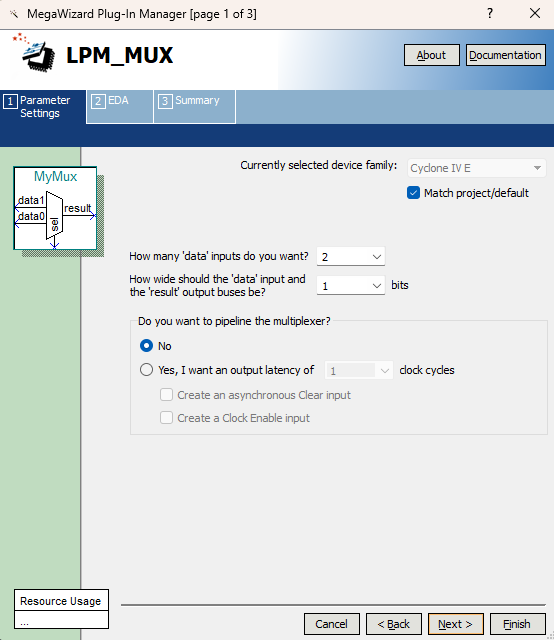 MegaWizard Plug-In Manager [page 1 of 3]
? ×
LPM_MUX
About
Documentation
1 Parameter Settings
2 EDA
3 Summary
MyMux
data1
data0
result
sel
Currently selected device family:
Cyclone IV E
Match project/default
How many 'data' inputs do you want?
2
How wide should the 'data' input and
the 'result' output buses be?
1
bits
Do you want to pipeline the multiplexer?
No
Yes, I want an output latency of
1
clock cycles
Create an asynchronous Clear input
Create a Clock Enable input
Resource Usage
...
Cancel
< Back
Next >
Finish